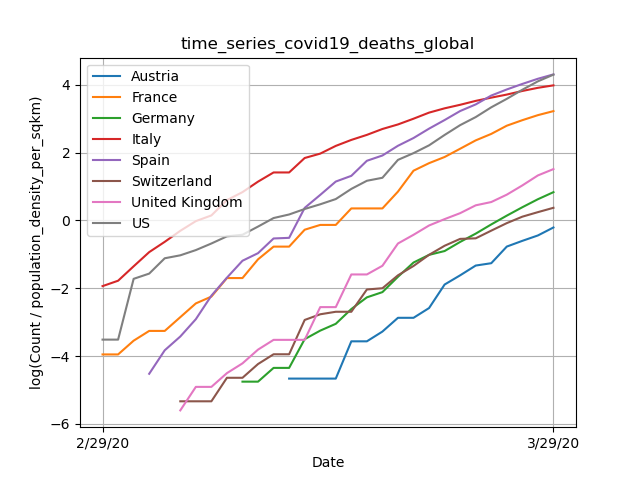 time_series_covid19_deaths_global
log(Count / population_density_per_sqkm)
4
2
0
−2
−4
−6
Austria
France
Germany
Italy
Spain
Switzerland
United Kingdom
US
2/29/20
3/29/20
Date